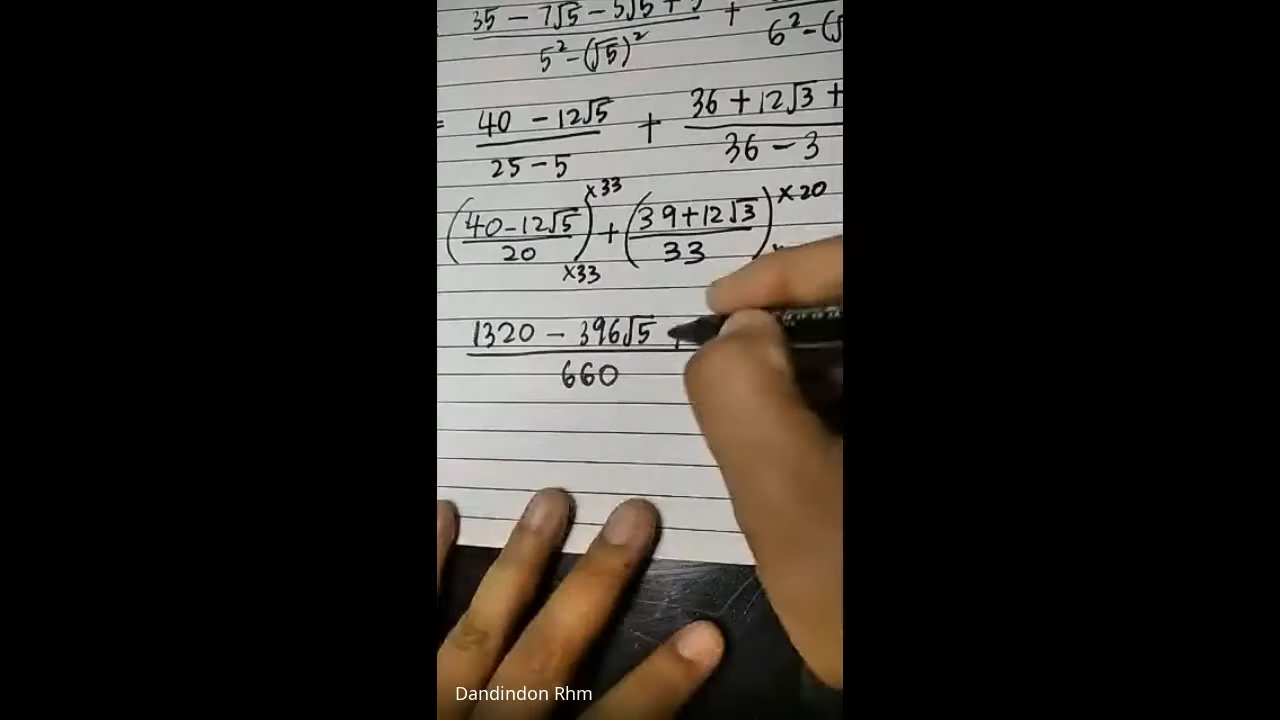 35 − 7√5 − 5√5 + 5 +
5² − (√5)² 6² − (√
= 40 − 12√5 + 36 + 12√3 +
25 − 5 36 − 3
(40 − 12√5)×33 + (39 + 12√3)×20
20 ×33 33
1320 − 396√5
660
Dandindon Rhm